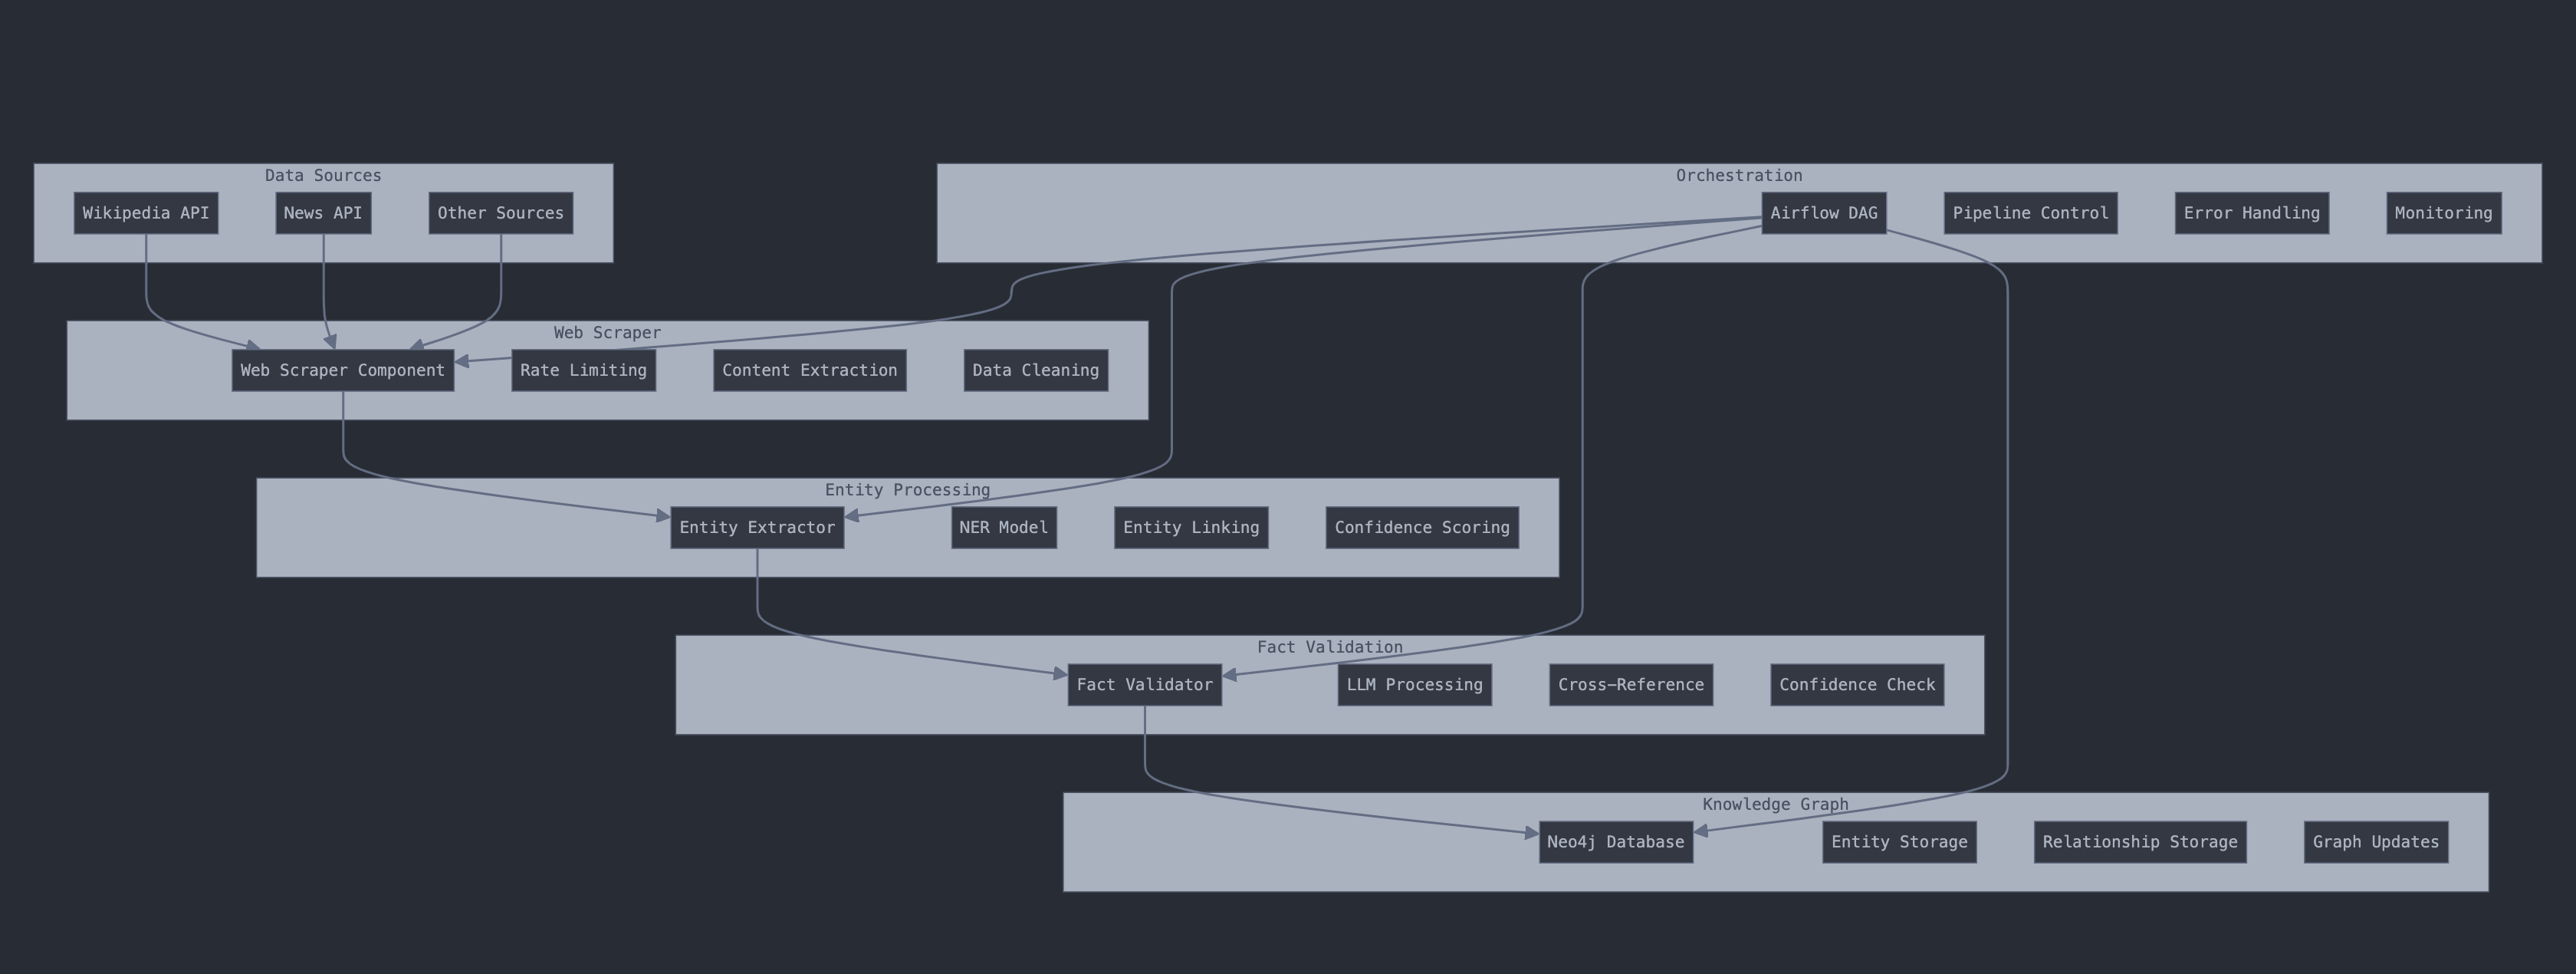 Data Sources
Wikipedia API
News API
Other Sources
Orchestration
Airflow DAG
Pipeline Control
Error Handling
Monitoring
Web Scraper
Web Scraper Component
Rate Limiting
Content Extraction
Data Cleaning
Entity Processing
Entity Extractor
NER Model
Entity Linking
Confidence Scoring
Fact Validation
Fact Validator
LLM Processing
Cross-Reference
Confidence Check
Knowledge Graph
Neo4j Database
Entity Storage
Relationship Storage
Graph Updates